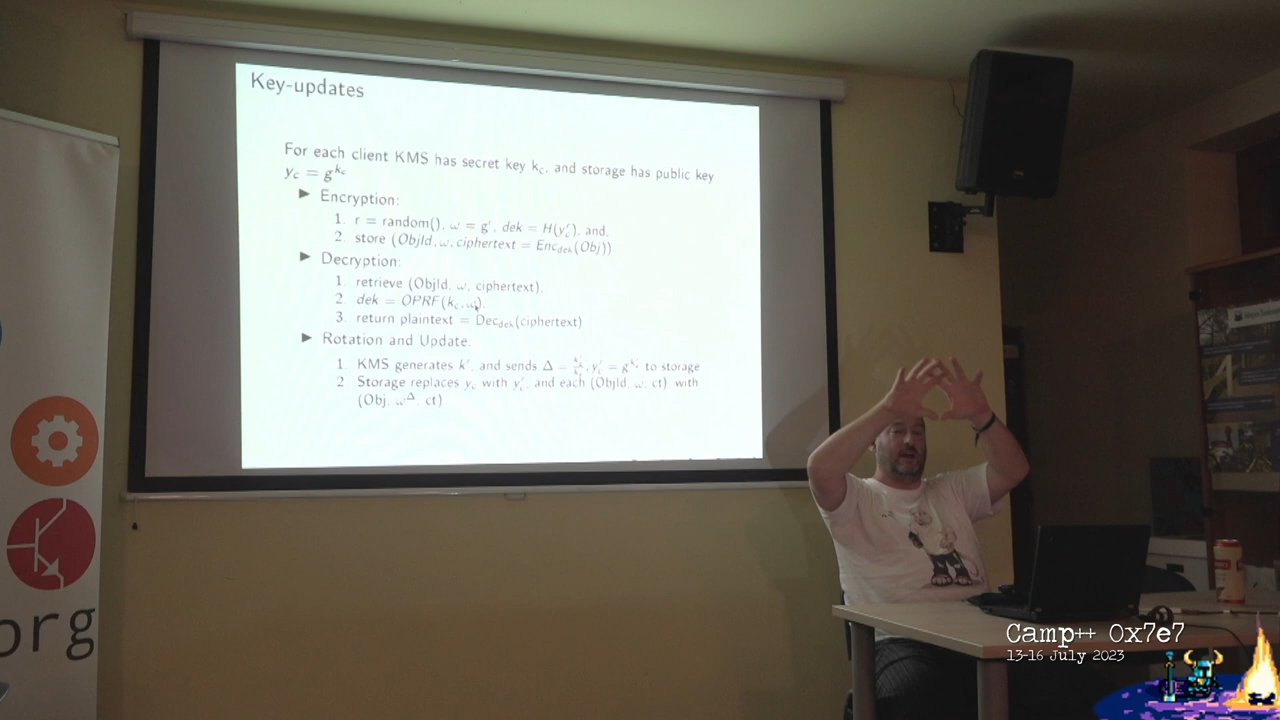 Key-updates
For each client KMS has secret key k_c, and storage has public key
y_c = g^{k_c}
► Encryption:
1. r = random(), ω = g^r, dek = H(y_c^r), and,
2. store (ObjId, ω, ciphertext = Enc_dek(Obj))
► Decryption:
1. retrieve (ObjId, ω, ciphertext),
2. dek = OPRF(k_c, ω),
3. return plaintext = Dec_dek(ciphertext)
► Rotation and Update:
1. KMS generates k', and sends Δ = , y_c' = g^{k_c'} to storage
2. Storage replaces y_c with y_c', and each (ObjId, ω, ct) with
(Obj, ω^Δ, ct)
org
Camp++ 0x7e7
13-16 July 2023